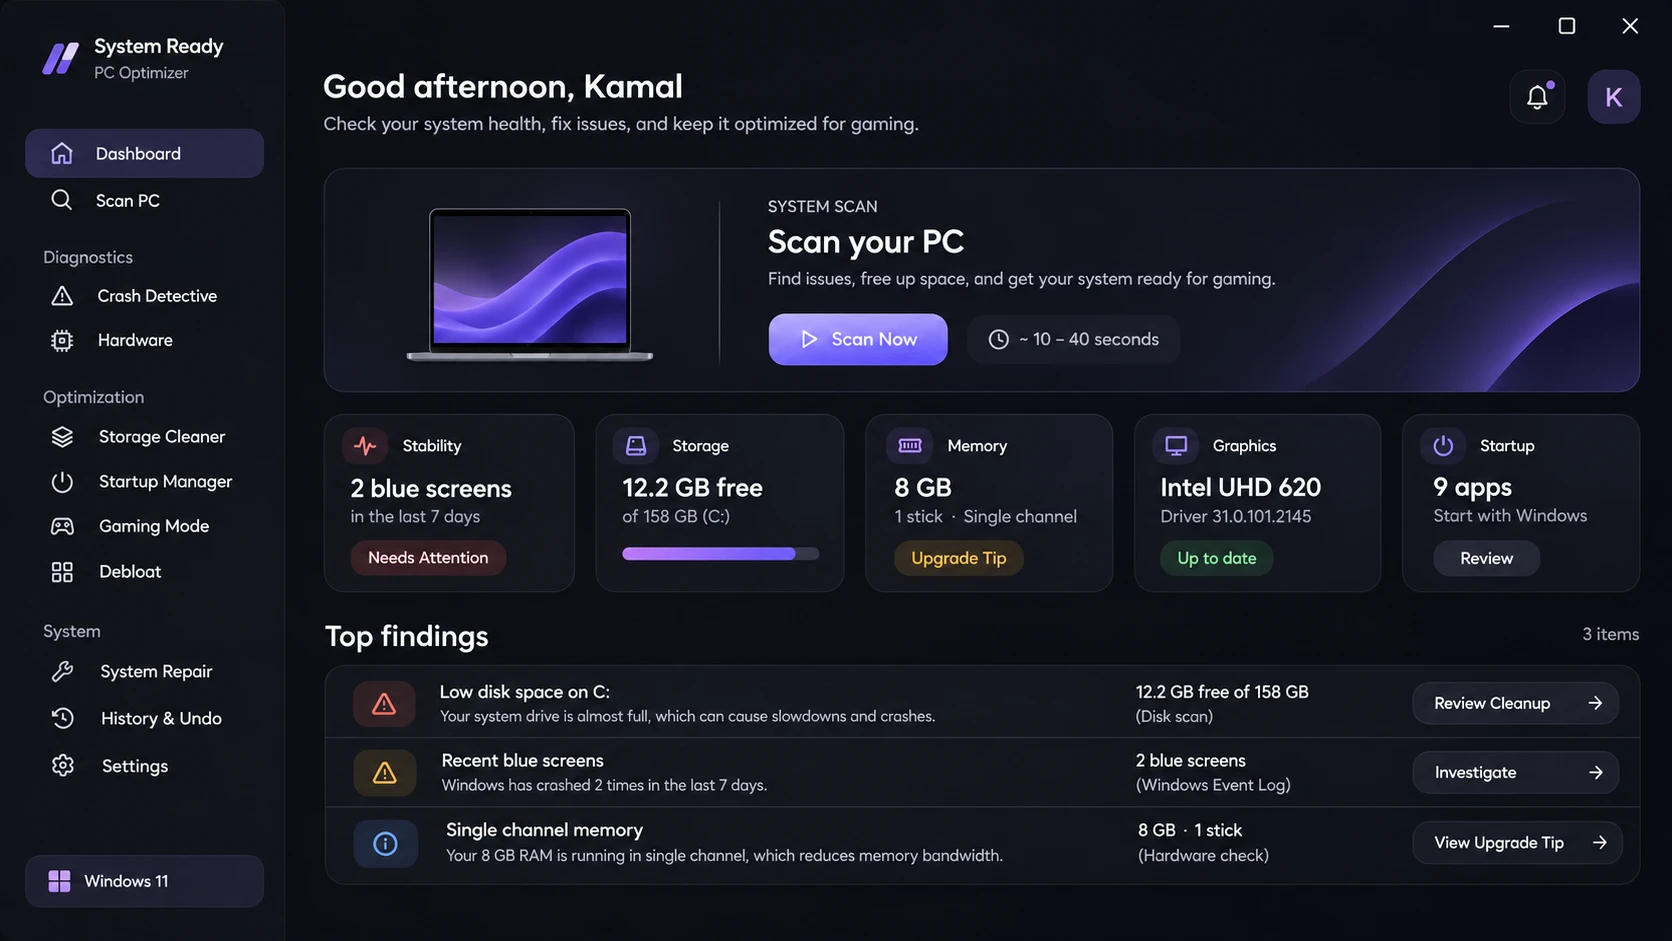 System Ready
PC Optimizer
Dashboard
Scan PC
Diagnostics
Crash Detective
Hardware
Optimization
Storage Cleaner
Startup Manager
Gaming Mode
Debloat
System
System Repair
History & Undo
Settings
Windows 11
Good afternoon, Kamal
Check your system health, fix issues, and keep it optimized for gaming.
K
SYSTEM SCAN
Scan your PC
Find issues, free up space, and get your system ready for gaming.
Scan Now
~ 10 – 40 seconds
Stability
2 blue screens
in the last 7 days
Needs Attention
Storage
12.2 GB free
of 158 GB (C:)
Memory
8 GB
1 stick · Single channel
Upgrade Tip
Graphics
Intel UHD 620
Driver 31.0.101.2145
Up to date
Startup
9 apps
Start with Windows
Review
Top findings
3 items
Low disk space on C:
Your system drive is almost full, which can cause slowdowns and crashes.
12.2 GB free of 158 GB
(Disk scan)
Review Cleanup
Recent blue screens
Windows has crashed 2 times in the last 7 days.
2 blue screens
(Windows Event Log)
Investigate
Single channel memory
Your 8 GB RAM is running in single channel, which reduces memory bandwidth.
8 GB · 1 stick
(Hardware check)
View Upgrade Tip